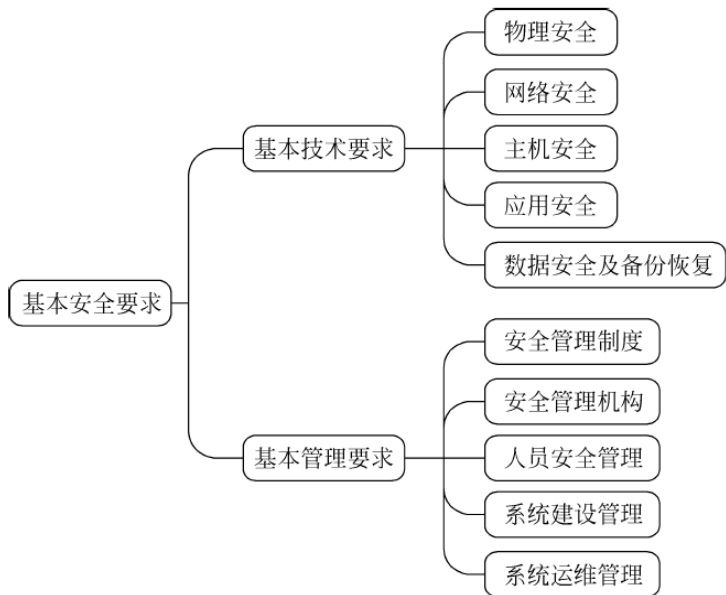 基本安全要求
基本技术要求
物理安全
网络安全
主机安全
应用安全
数据安全及备份恢复
基本管理要求
安全管理制度
安全管理机构
人员安全管理
系统建设管理
系统运维管理